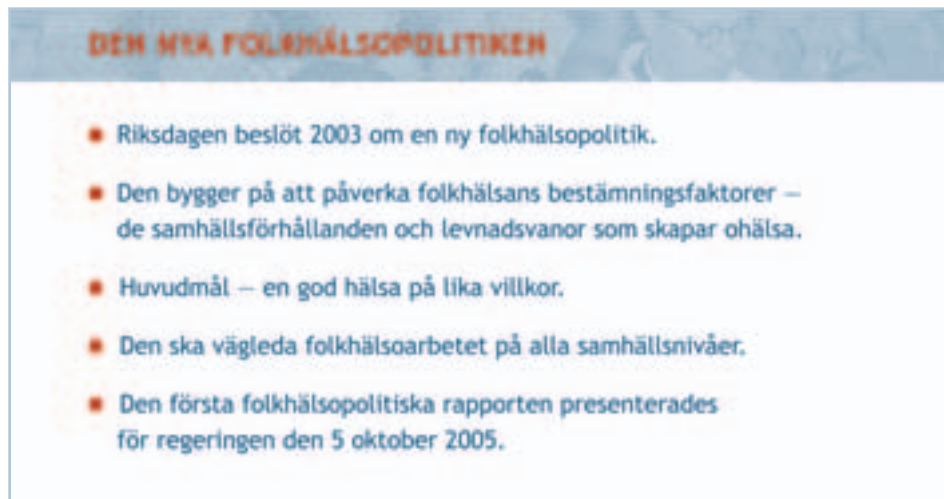 DEN NYA FOLKHÄLSOPOLITIKEN
Riksdagen beslöt 2003 om en ny folkhälsopolitik.
Den bygger på att påverka folkhälsans bestämningsfaktorer —
de samhällsförhållanden och levnadsvanor som skapar ohälsa.
Huvudmål — en god hälsa på lika villkor.
Den ska vägleda folkhälsoarbetet på alla samhällsnivåer.
Den första folkhälsopolitiska rapporten presenterades
för regeringen den 5 oktober 2005.